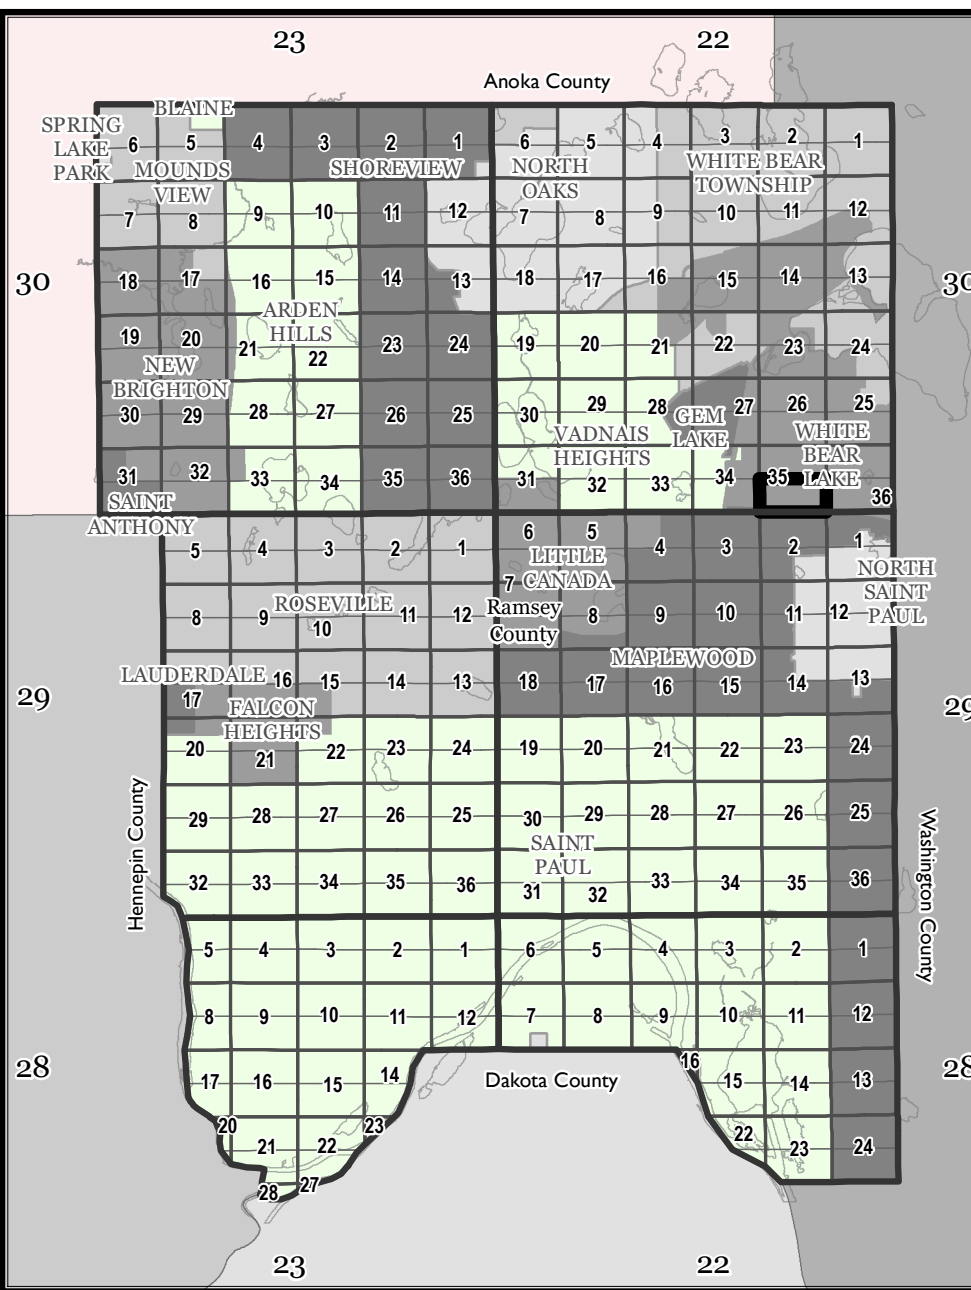 23 22
Anoka County
BLAINE
SPRING
LAKE
PARK
6 5 4 3 2 1 6 5 4 3 2 1
MOUNDS
VIEW
SHOREVIEW
NORTH
OAKS
WHITE BEAR
TOWNSHIP
7 8 9 10 11 12 7 8 9 10 11 12
30 18 17 16 15 14 13 18 17 16 15 14 13 30
ARDEN
HILLS
19 20 21 22 23 24 19 20 21 22 23 24
NEW
BRIGHTON
30 29 28 27 26 25 30 29 28 27 26 25
GEM
LAKE
VADNAIS
HEIGHTS
WHITE
BEAR
LAKE
31 32 33 34 35 36 31 32 33 34 35 36
SAINT
ANTHONY
5 4 3 2 1 6 5 4 3 2 1
LITTLE
CANADA
NORTH
SAINT
PAUL
8 9 10 11 12 7 8 9 10 11 12
ROSEVILLE
Ramsey
County
MAPLEWOOD
LAUDERDALE
29 17 16 15 14 13 18 17 16 15 14 13 29
FALCON
HEIGHTS
20 21 22 23 24 19 20 21 22 23 24
29 28 27 26 25 30 29 28 27 26 25
SAINT
PAUL
32 33 34 35 36 31 32 33 34 35 36
Hennepin County
Washington County
5 4 3 2 1 6 5 4 3 2 1
8 9 10 11 12 7 8 9 10 11 12
28 17 16 15 14 16 15 14 13 28
Dakota County
20 21 22 23 22 23 24
28 27
23 22